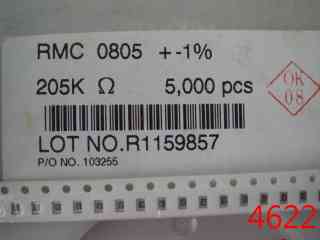 RMC 0805 +-1%
205K Ω 5,000 pcs
OK
08
LOT NO.R1159857
P/O NO. 103255
4622